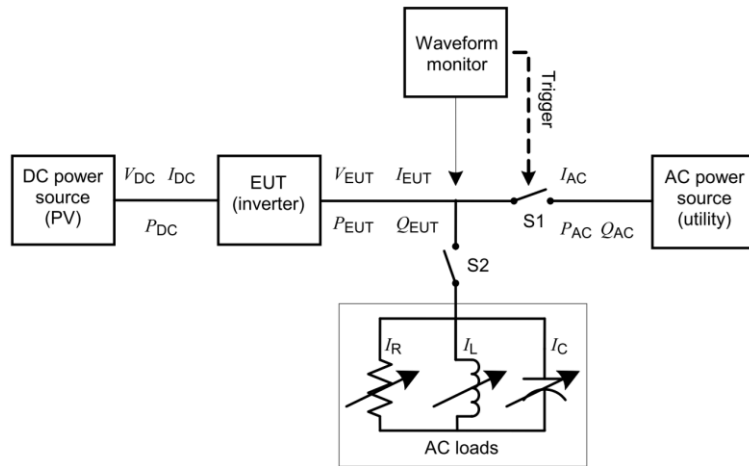 Waveform
monitor
Trigger
DC power
source
(PV)
V_DC I_DC
P_DC
EUT
(inverter)
V_EUT I_EUT
P_EUT Q_EUT
I_AC
S1
P_AC Q_AC
AC power
source
(utility)
S2
I_R I_L I_C
AC loads